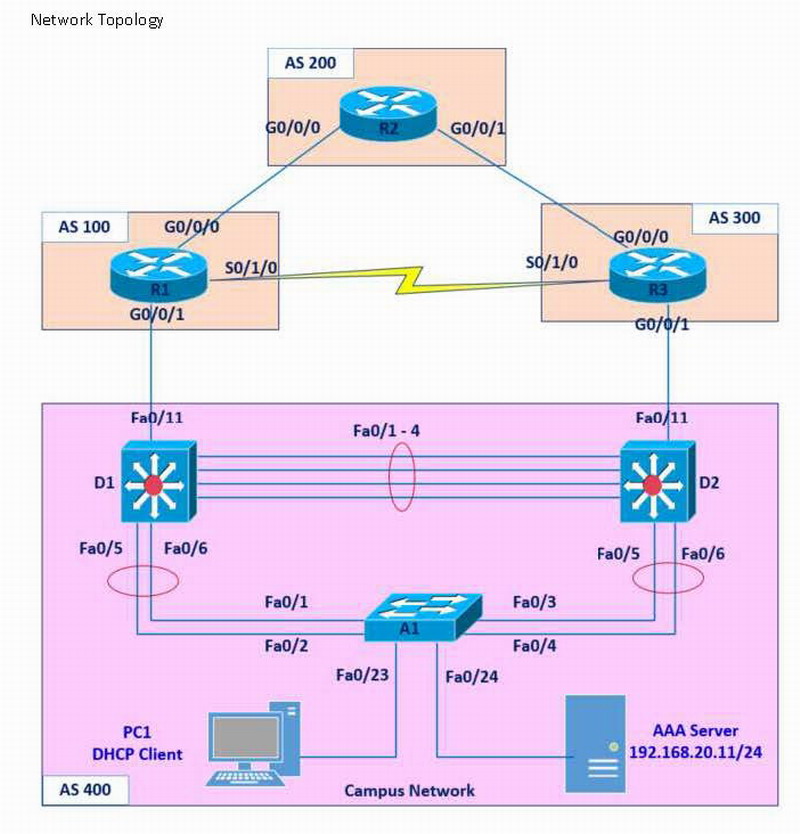 Network Topology
AS 200
G0/0/0
R2
G0/0/1
AS 100
G0/0/0
S0/1/0
R1
G0/0/1
AS 300
G0/0/0
S0/1/0
R3
G0/0/1
Fa0/11
Fa0/1 - 4
Fa0/11
D1
D2
Fa0/5
Fa0/6
Fa0/5
Fa0/6
Fa0/1
Fa0/3
A1
Fa0/2
Fa0/4
Fa0/23
Fa0/24
PC1
DHCP Client
AAA Server
192.168.20.11/24
AS 400
Campus Network